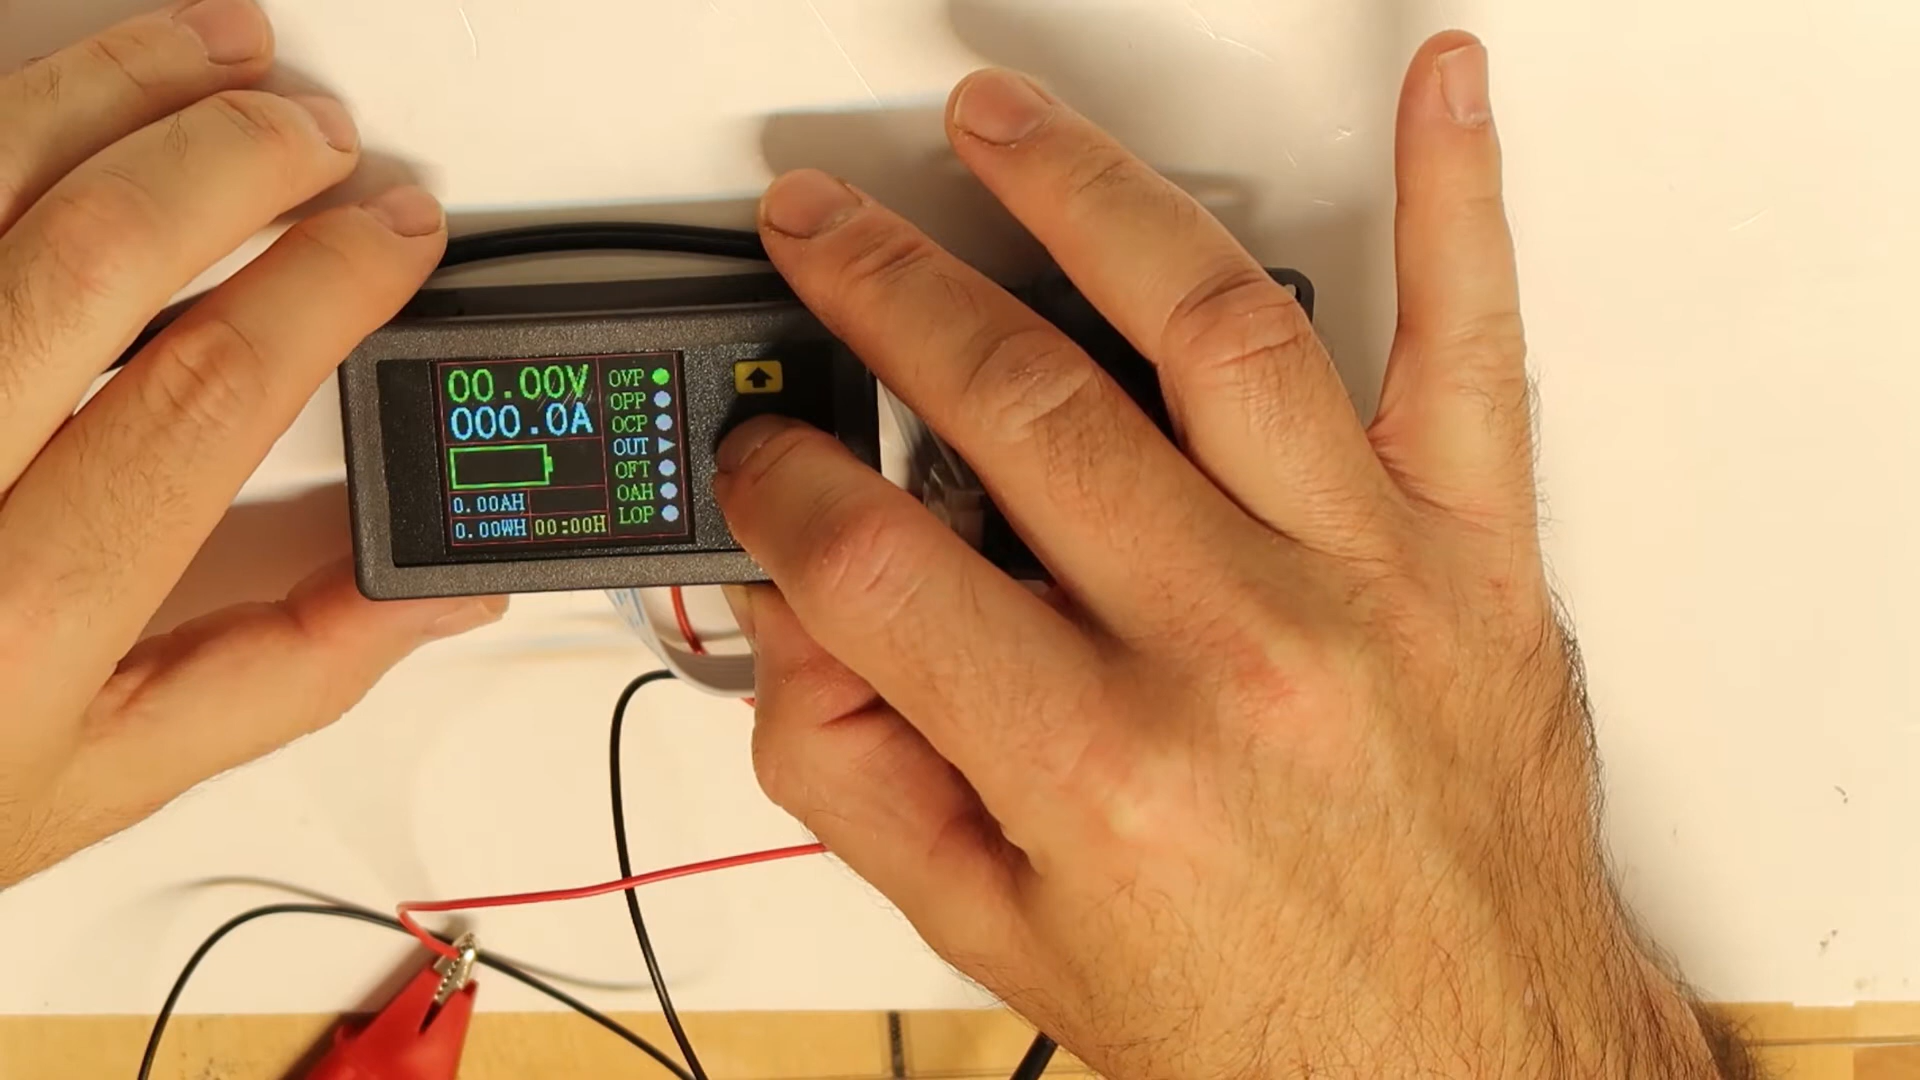 00.00V
000.0A
0.00AH
0.00WH 00:00H
OVP
OPP
OCP
OUT
OFT
OAH
LOP